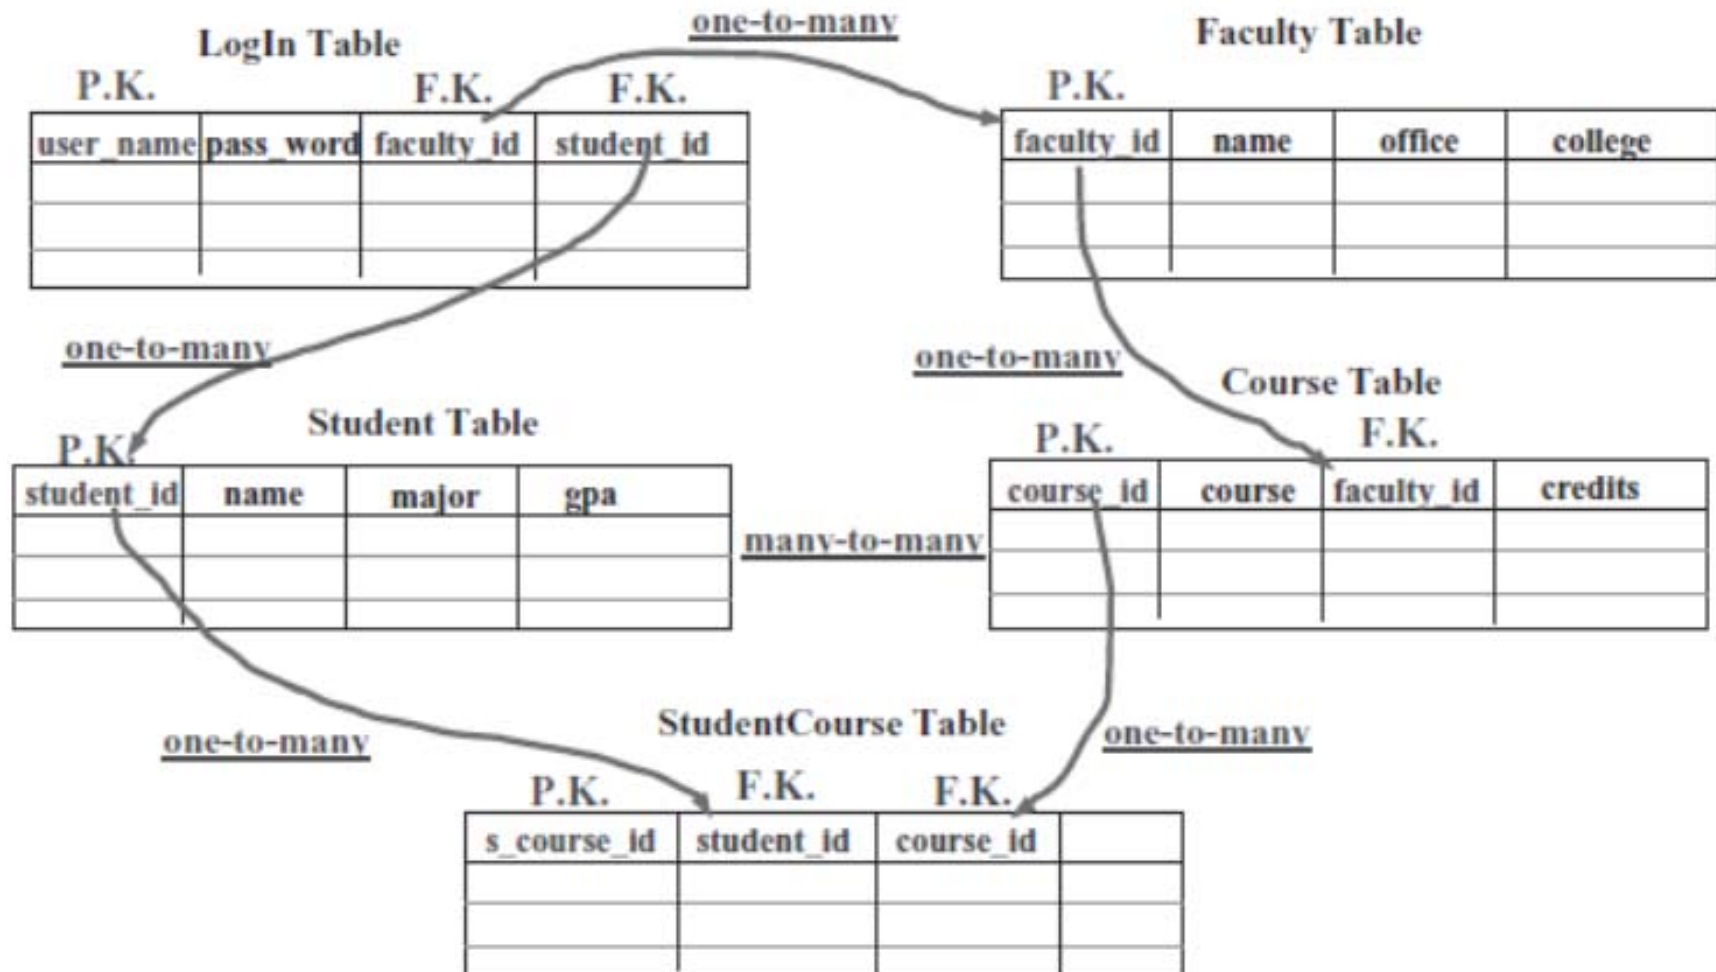 one-to-many
LogIn Table
Faculty Table
P.K. F.K. F.K.
P.K.
user_name pass_word faculty_id student_id
faculty_id name office college
one-to-many
one-to-many
Course Table
Student Table
P.K. F.K.
P.K.
student_id name major gpa
course_id course faculty_id credits
many-to-many
StudentCourse Table
one-to-many
one-to-many
P.K. F.K. F.K.
s_course_id student_id course_id